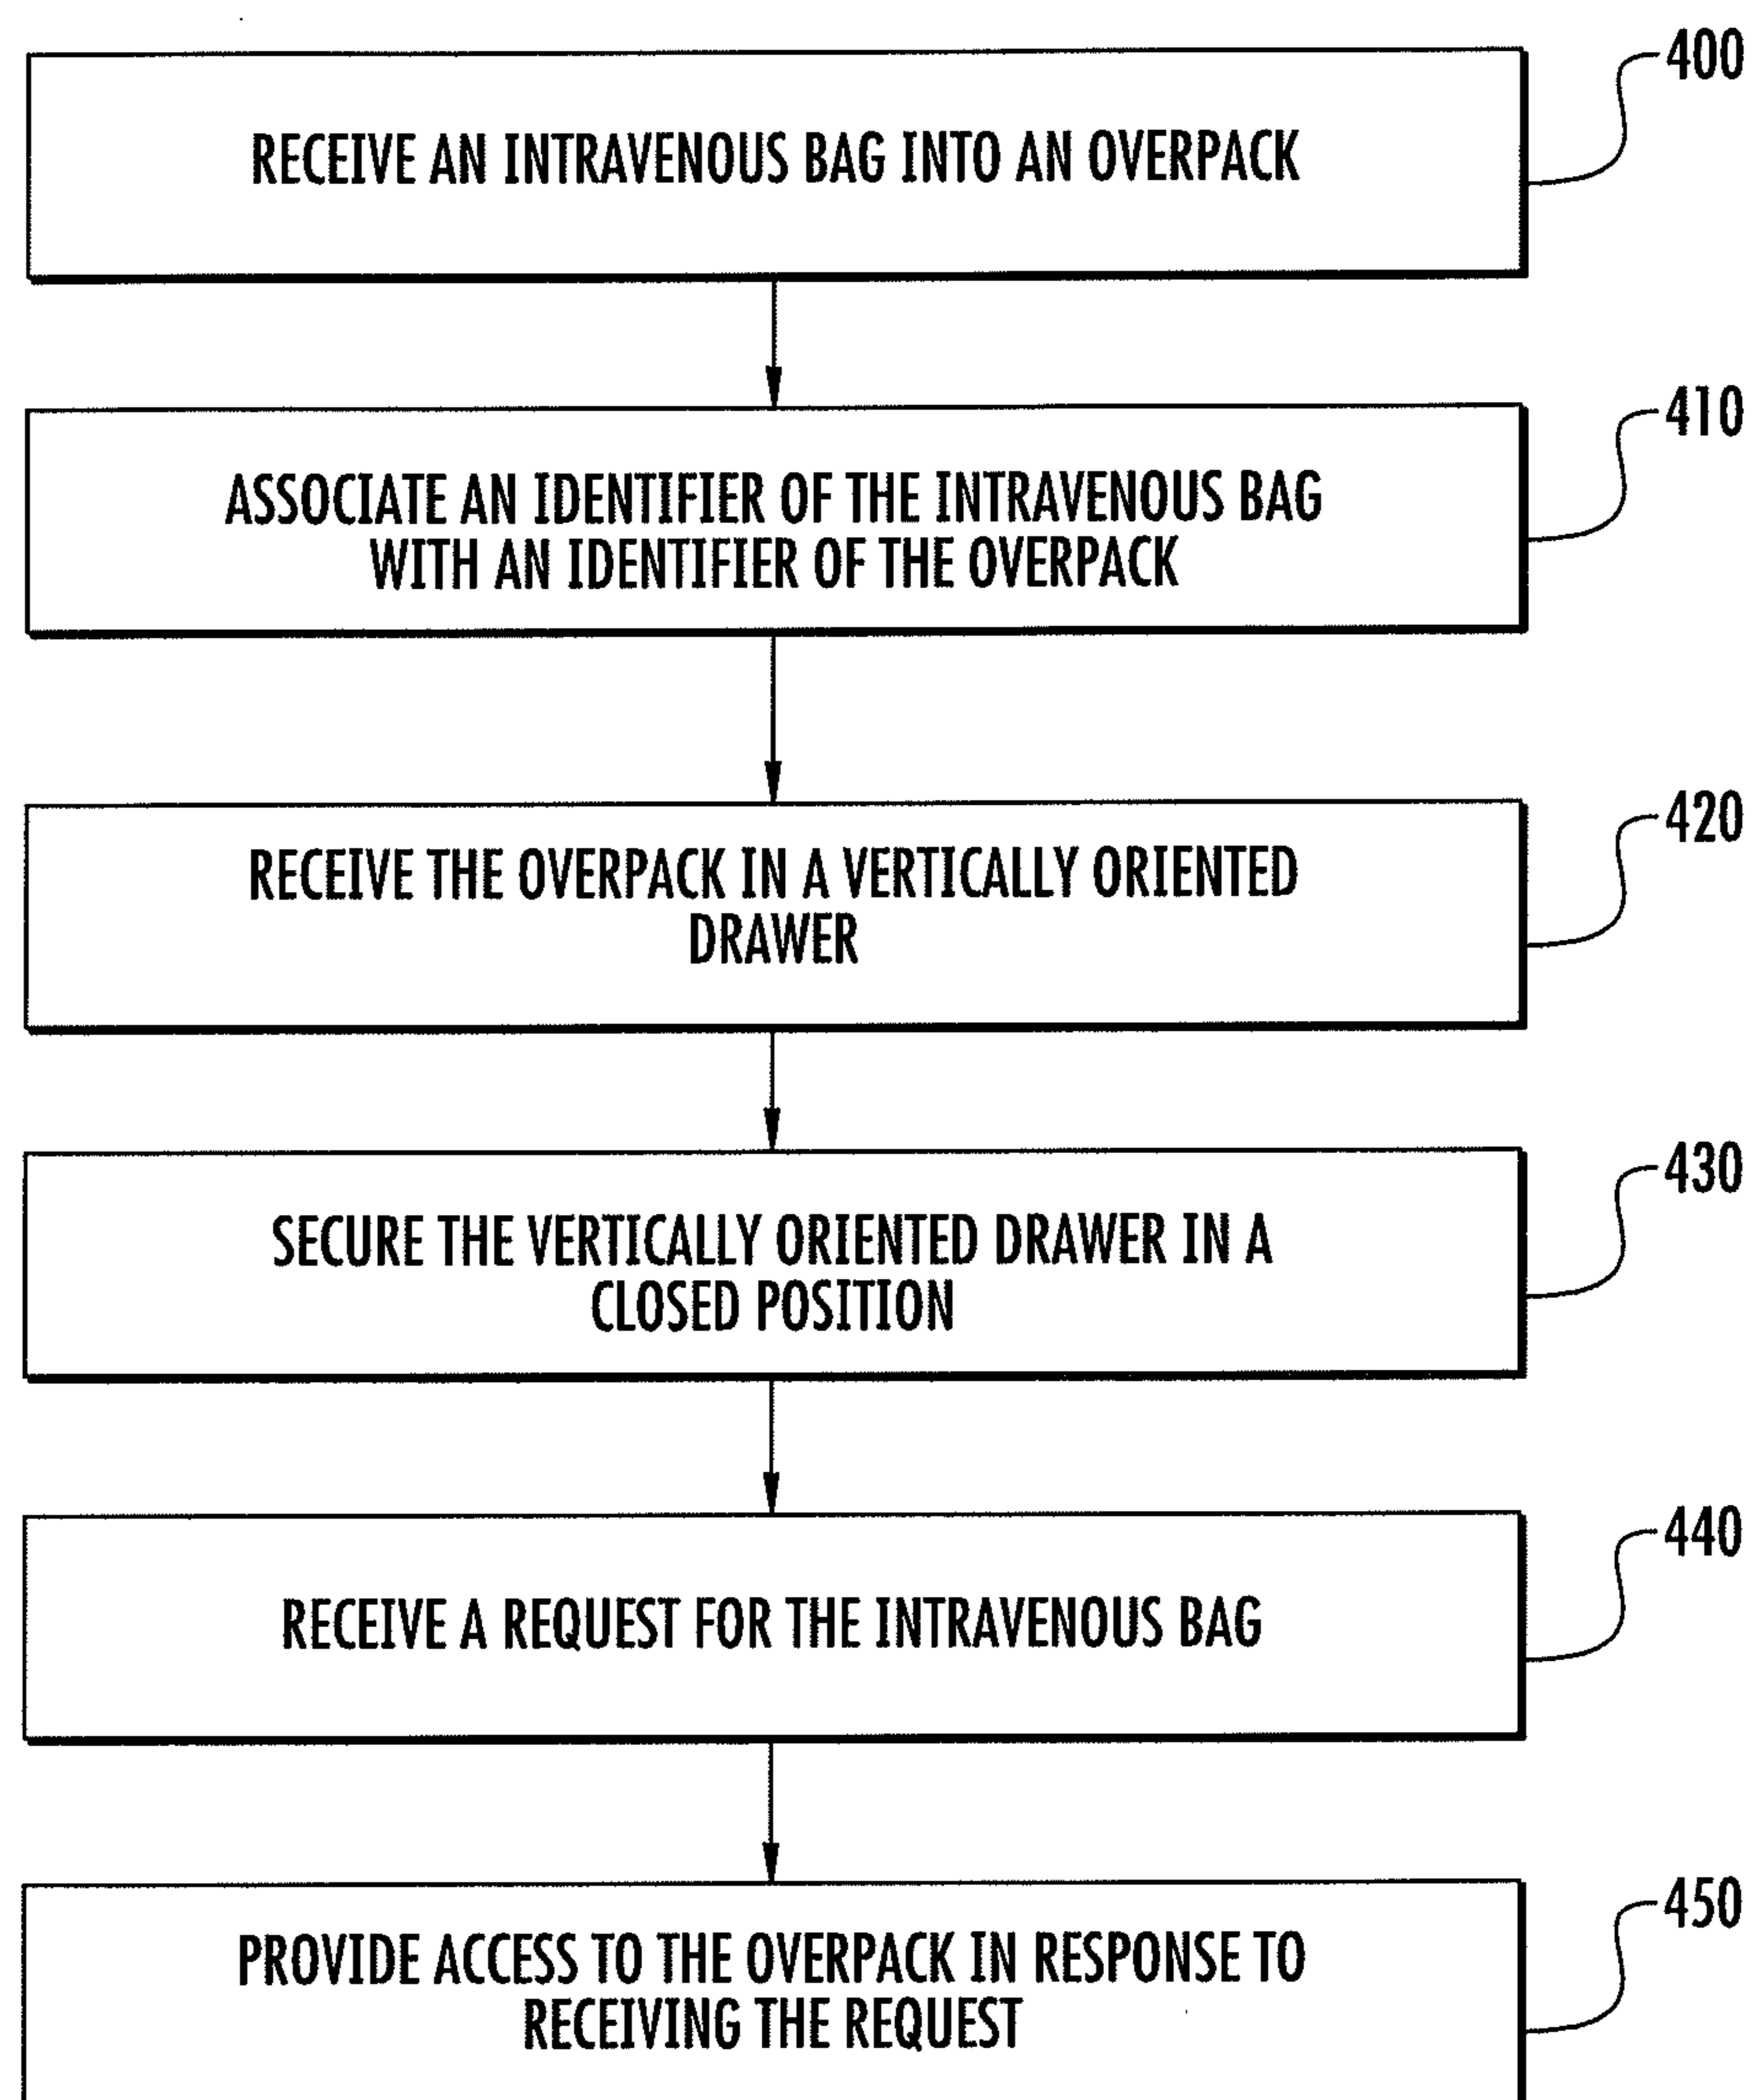 400
RECEIVE AN INTRAVENOUS BAG INTO AN OVERPACK
410
ASSOCIATE AN IDENTIFIER OF THE INTRAVENOUS BAG
WITH AN IDENTIFIER OF THE OVERPACK
420
RECEIVE THE OVERPACK IN A VERTICALLY ORIENTED
DRAWER
430
SECURE THE VERTICALLY ORIENTED DRAWER IN A
CLOSED POSITION
440
RECEIVE A REQUEST FOR THE INTRAVENOUS BAG
450
PROVIDE ACCESS TO THE OVERPACK IN RESPONSE TO
RECEIVING THE REQUEST